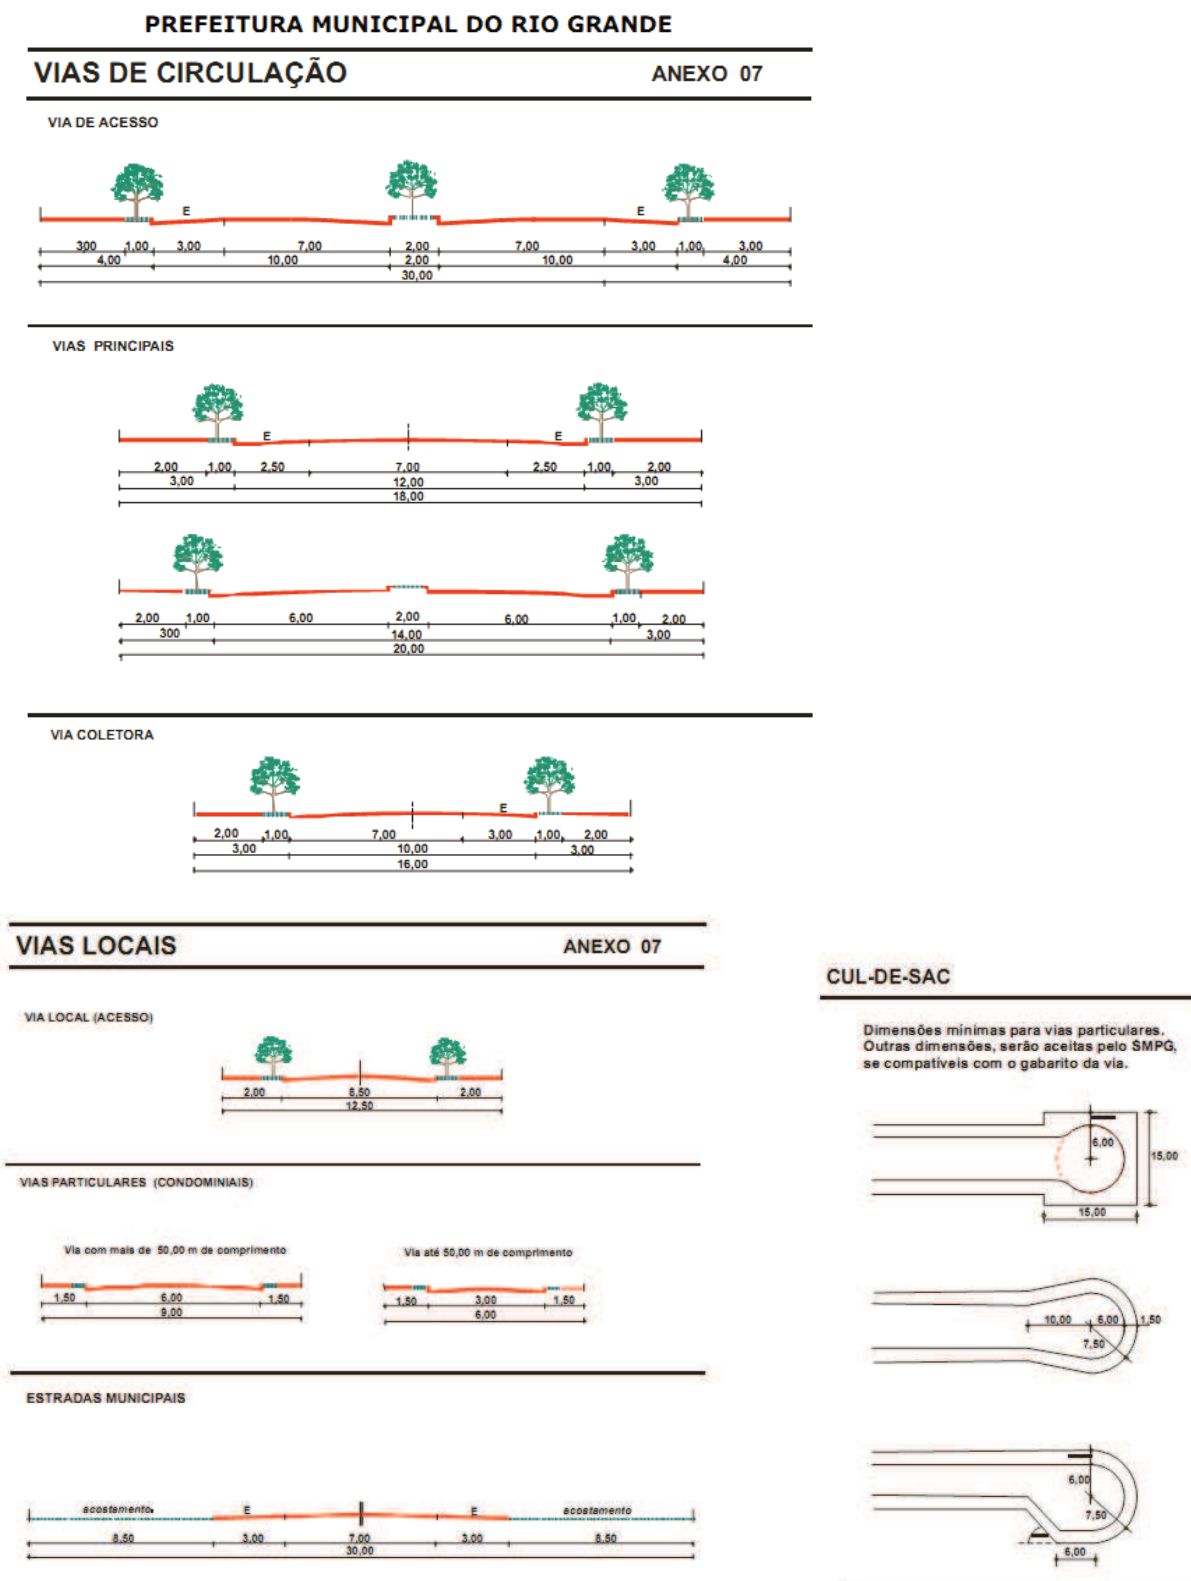 PREFEITURA MUNICIPAL DO RIO GRANDE
VIAS DE CIRCULAÇÃO ANEXO 07
VIA DE ACESSO
E E
300 1,00 3,00 7,00 2,00 7,00 3,00 1,00 3,00
4,00 10,00 2,00 10,00 4,00
30,00
VIAS PRINCIPAIS
E E
2,00 1,00 2,50 7,00 2,50 1,00 2,00
3,00 12,00 3,00
18,00
2,00 1,00 6,00 2,00 6,00 1,00 2,00
300 14,00 3,00
20,00
VIA COLETORA
E
2,00 1,00 7,00 3,00 1,00 2,00
3,00 10,00 3,00
16,00
VIAS LOCAIS ANEXO 07
VIA LOCAL (ACESSO)
2,00 8,50 2,00
12,50
VIAS PARTICULARES (CONDOMINIAIS)
Via com mais de 50,00 m de comprimento
1,50 6,00 1,50
9,00
Via até 50,00 m de comprimento
1,50 3,00 1,50
6,00
ESTRADAS MUNICIPAIS
acostamento E E acostamento
8,50 3,00 7,00 3,00 8,50
30,00
CUL-DE-SAC
Dimensões mínimas para vias particulares.
Outras dimensões, serão aceitas pelo SMPG,
se compatíveis com o gabarito da via.
6,00
15,00
15,00
10,00 6,00 1,50
7,50
6,00
7,50
6,00